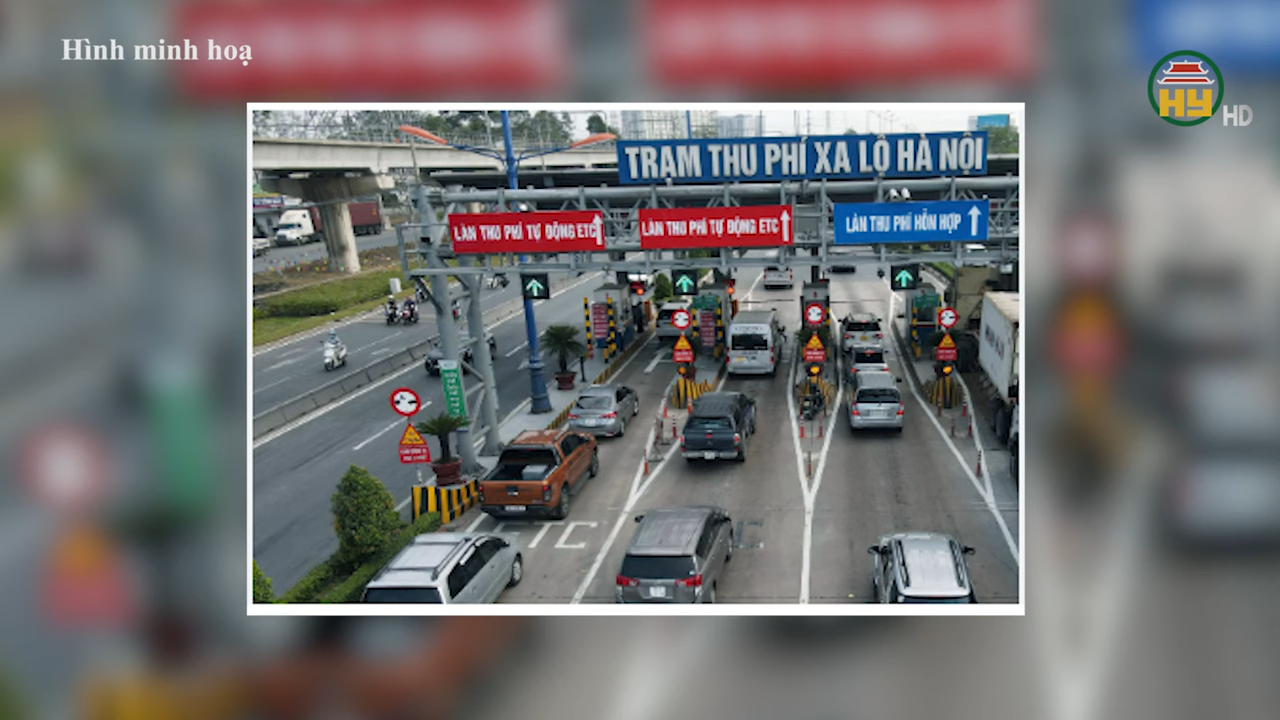 Hình minh hoạ
HY HD
TRẠM THU PHÍ XA LỘ HÀ NỘI
LÀN THU PHÍ TỰ ĐỘNG ETC
LÀN THU PHÍ TỰ ĐỘNG ETC
LÀN THU PHÍ HỖN HỢP